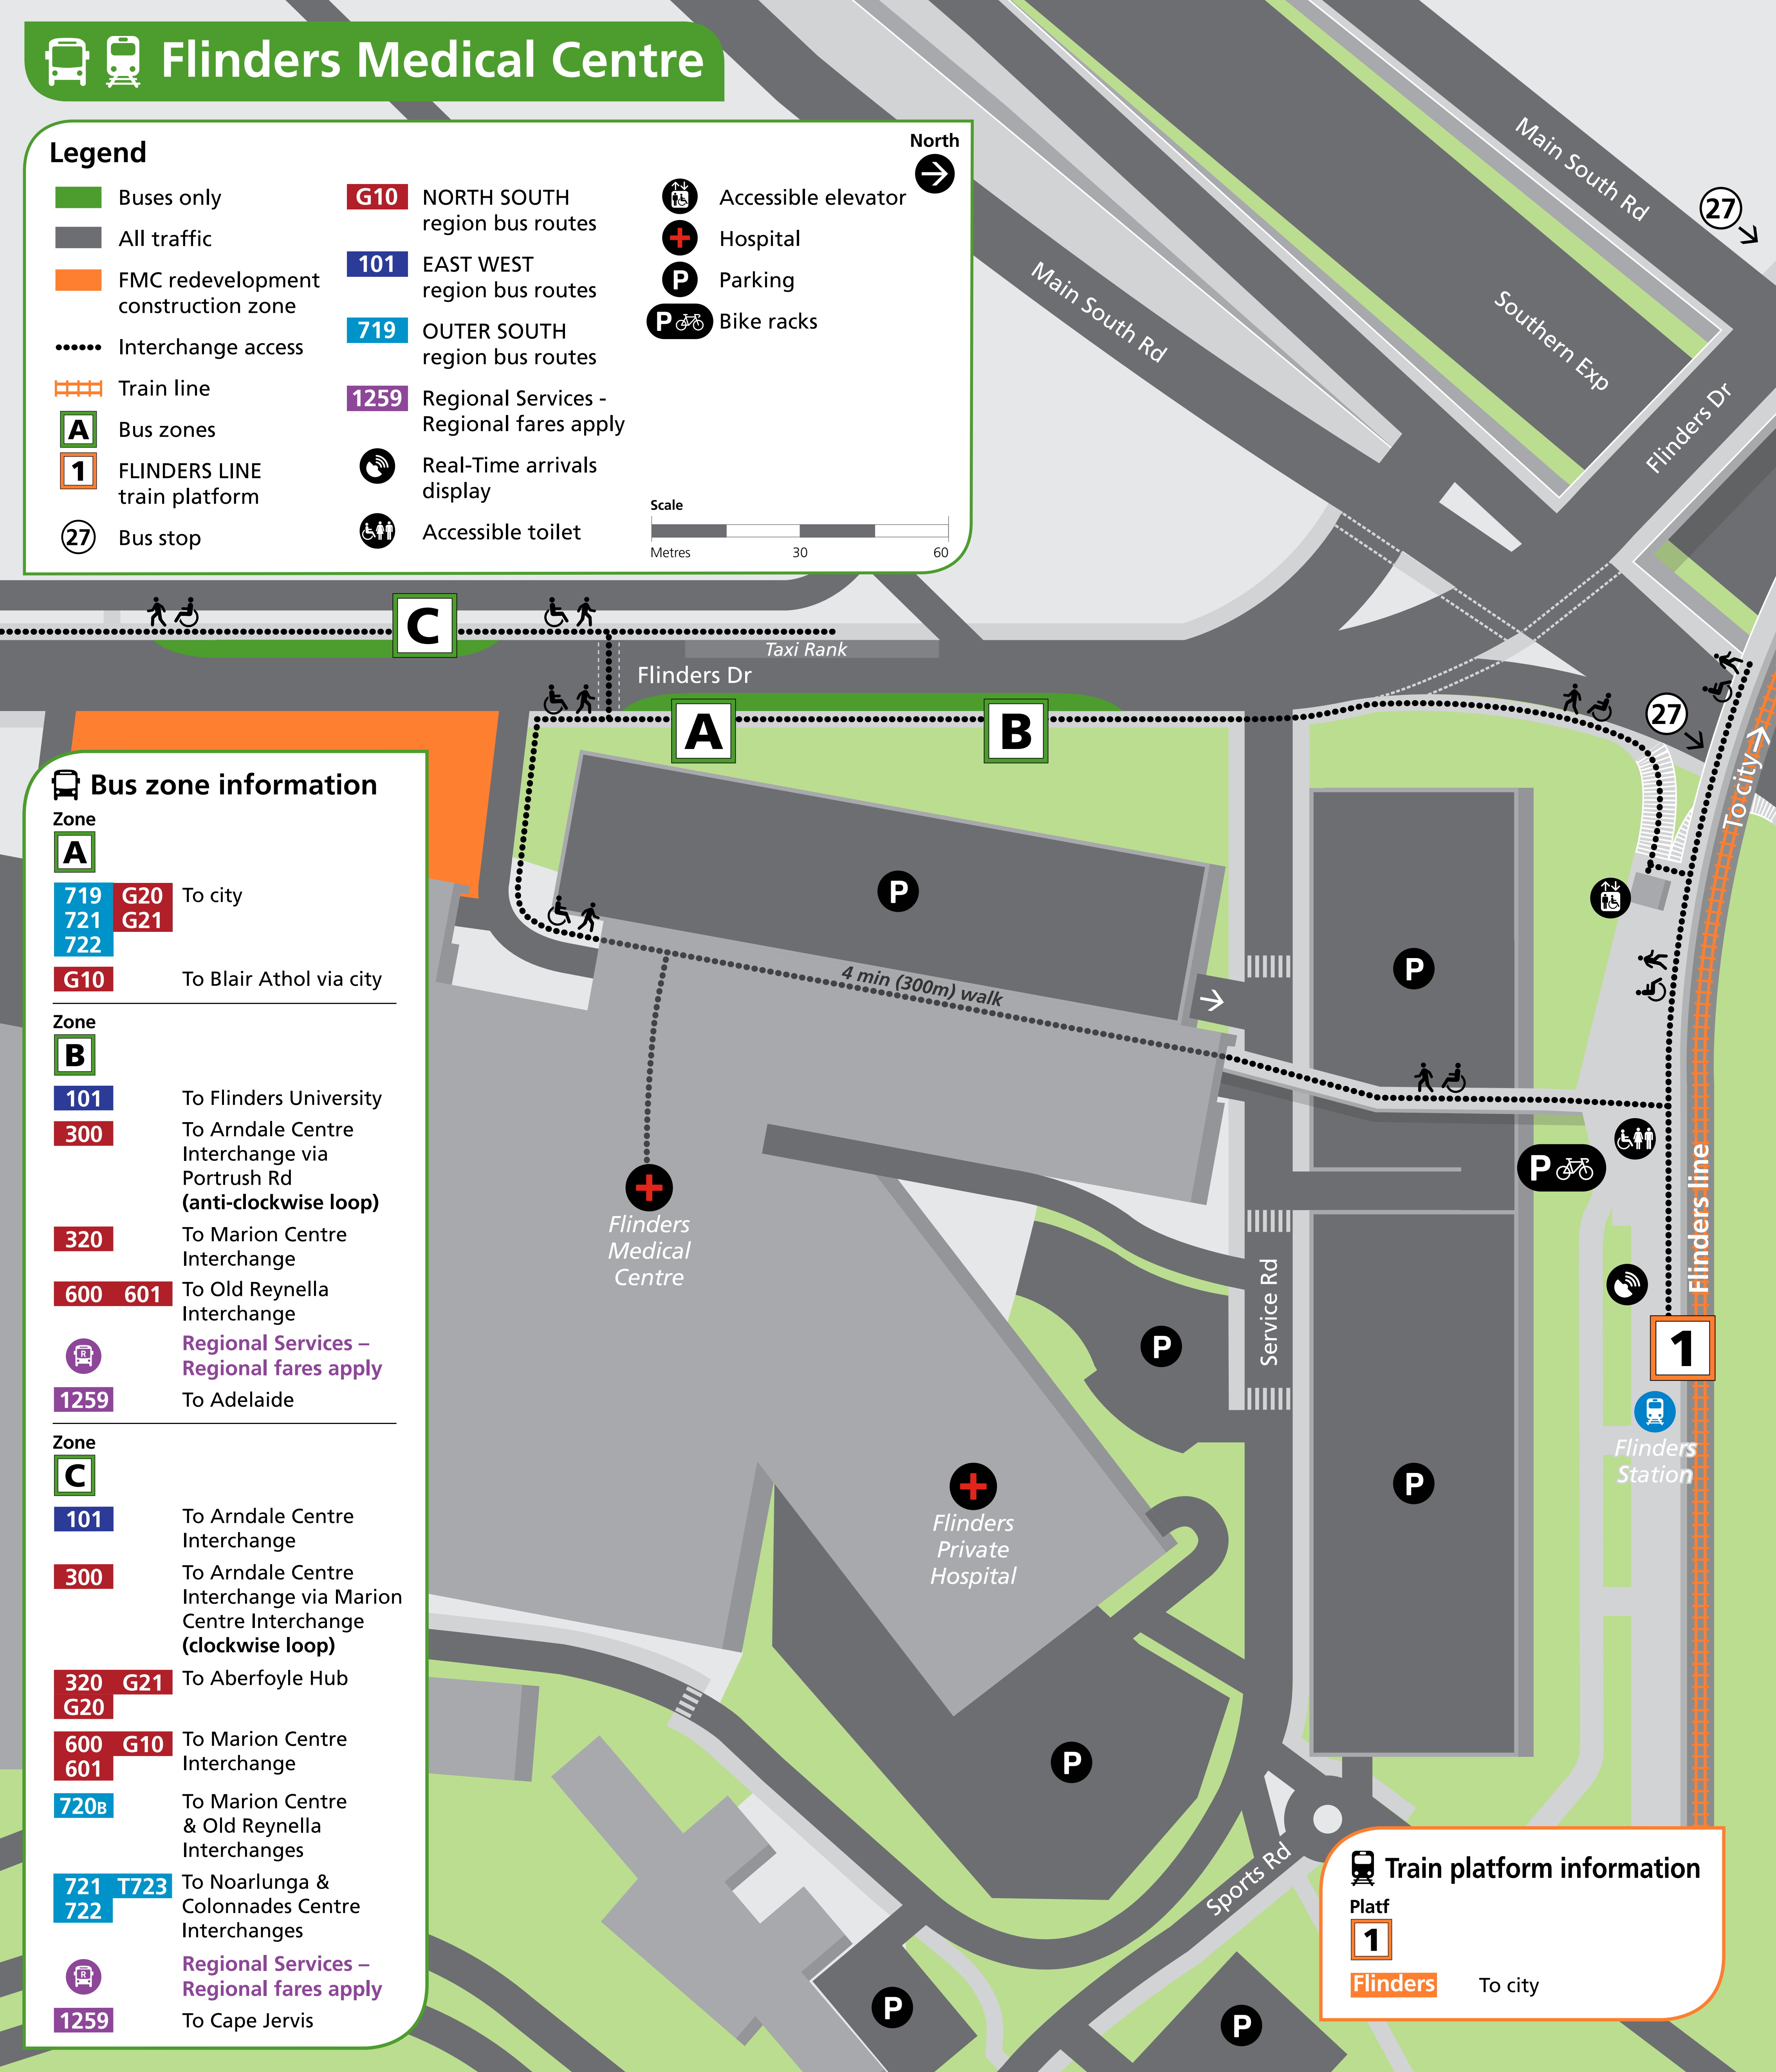 Flinders Medical Centre
Legend
North
Buses only
All traffic
FMC redevelopment
construction zone
Interchange access
Train line
A
Bus zones
1
FLINDERS LINE
train platform
27
Bus stop
G10
NORTH SOUTH
region bus routes
101
EAST WEST
region bus routes
719
OUTER SOUTH
region bus routes
1259
Regional Services -
Regional fares apply
Real-Time arrivals
display
Accessible toilet
Accessible elevator
Hospital
P
Parking
P
Bike racks
Scale
Metres 30 60
Main South Rd
27
Main South Rd
Southern Exp
Flinders Dr
C
Taxi Rank
Flinders Dr
A
B
27
To city
P
P
4 min (300m) walk
P
Flinders line
Flinders
Medical
Centre
Service Rd
P
1
Flinders
Station
P
Flinders
Private
Hospital
P
Sports Rd
P
P
Bus zone information
Zone
A
719 G20 To city
721 G21
722
G10 To Blair Athol via city
Zone
B
101 To Flinders University
300 To Arndale Centre
Interchange via
Portrush Rd
(anti-clockwise loop)
320 To Marion Centre
Interchange
600 601 To Old Reynella
Interchange
R
Regional Services –
Regional fares apply
1259 To Adelaide
Zone
C
101 To Arndale Centre
Interchange
300 To Arndale Centre
Interchange via Marion
Centre Interchange
(clockwise loop)
320 G21 To Aberfoyle Hub
G20
600 G10 To Marion Centre
601 Interchange
720B To Marion Centre
& Old Reynella
Interchanges
721 T723 To Noarlunga &
722 Colonnades Centre
Interchanges
R
Regional Services –
Regional fares apply
1259 To Cape Jervis
Train platform information
Platf
1
Flinders To city